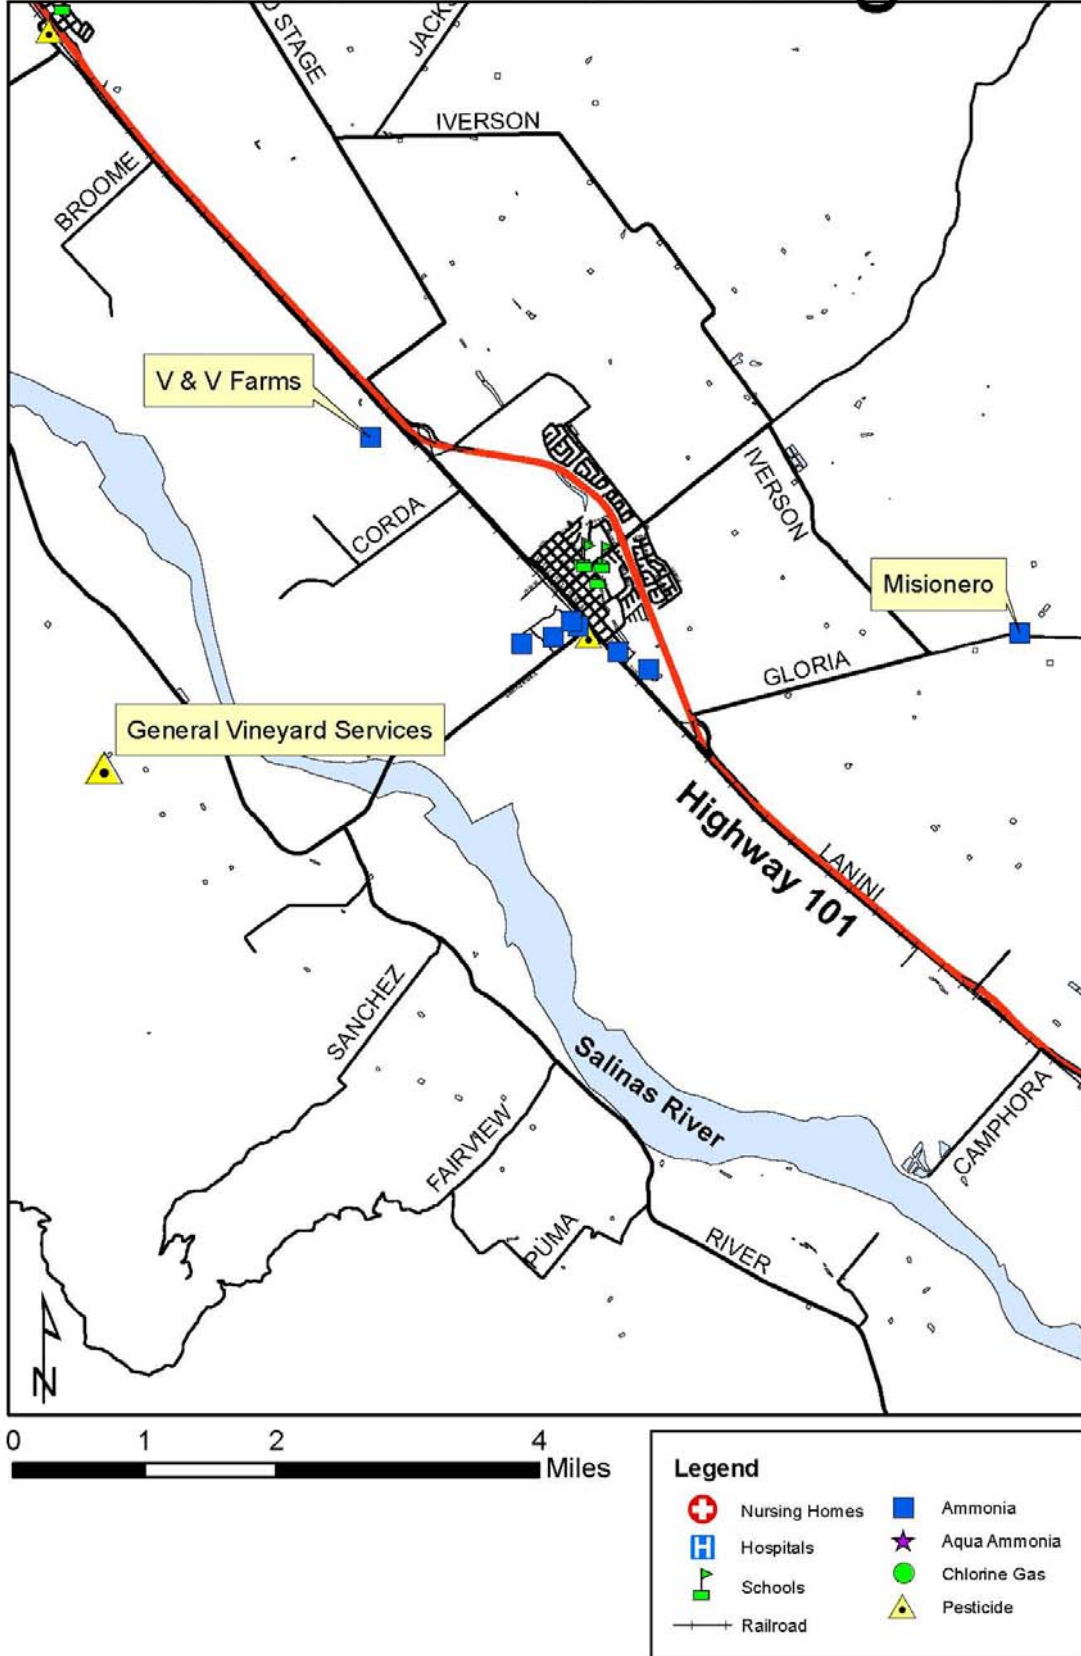 STAGE
IVERSON
BROOME
V & V Farms
CORDA
IVERSON
Misionero
GLORIA
General Vineyard Services
Highway 101
LANINI
SANCHEZ
Salinas River
FAIRVIEW
CAMPHORA
PUMA
RIVER
N
0 1 2 4
Miles
Legend
Nursing Homes
Hospitals
Schools
Railroad
Ammonia
Aqua Ammonia
Chlorine Gas
Pesticide
H